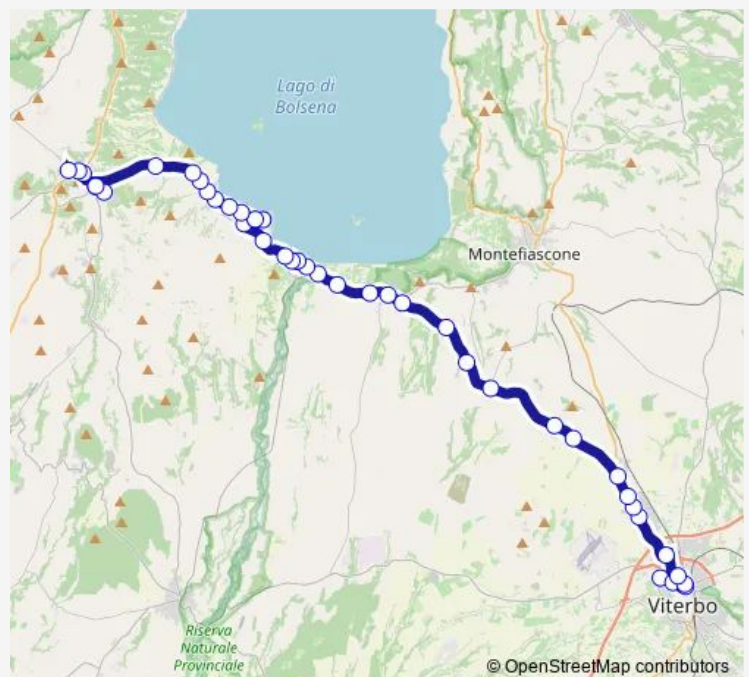 Lago di
Bolsena
Montefiascone
Viterbo
Riserva
Naturale
Provinciale
© OpenStreetMap contributors